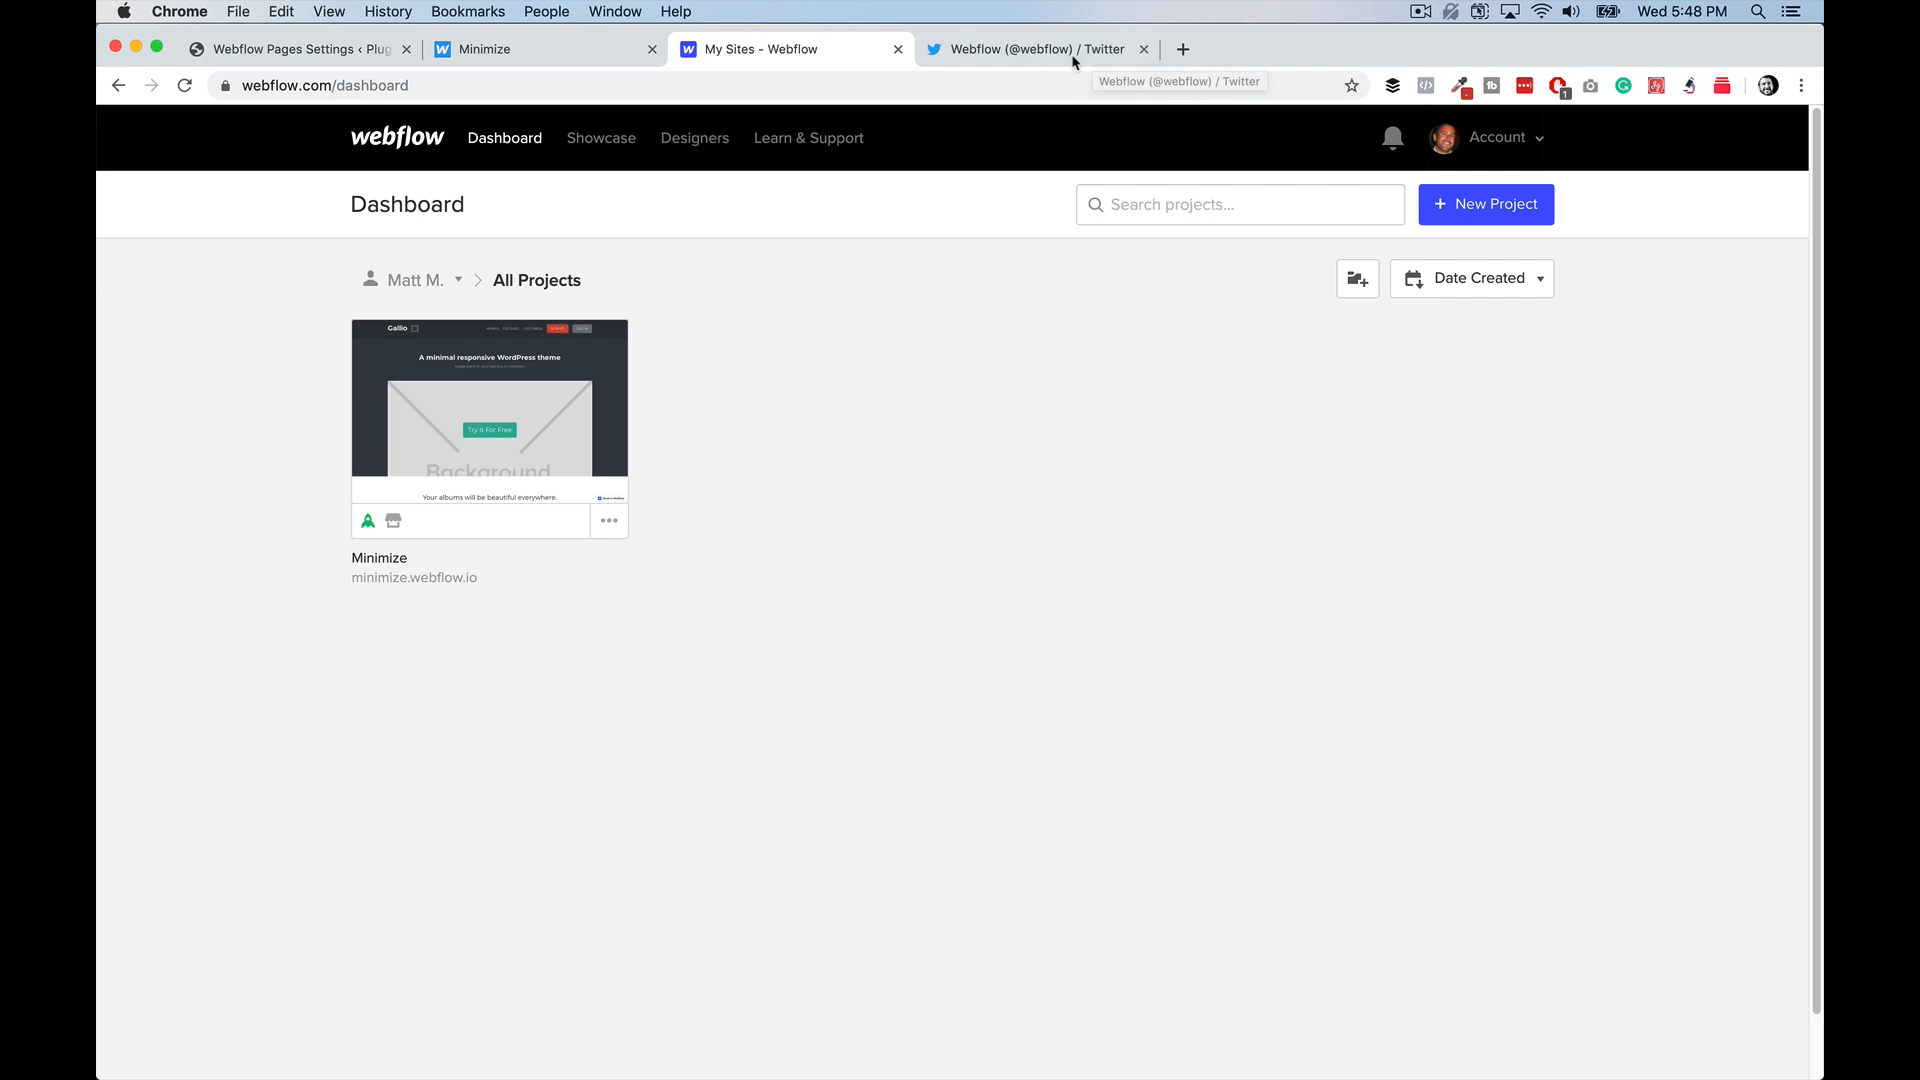 Chrome File Edit View History Bookmarks People Window Help
Wed 5:48 PM
Webflow Pages Settings ‹ Plug
Minimize
My Sites - Webflow
Webflow (@webflow) / Twitter
webflow.com/dashboard
Webflow (@webflow) / Twitter
1
webflow
Dashboard
Showcase
Designers
Learn & Support
Account
Dashboard
Search projects...
+ New Project
Matt M.
All Projects
Date Created
Gallio
A minimal responsive WordPress theme
Try It For Free
Background
Your albums will be beautiful everywhere.
Minimize
minimize.webflow.io